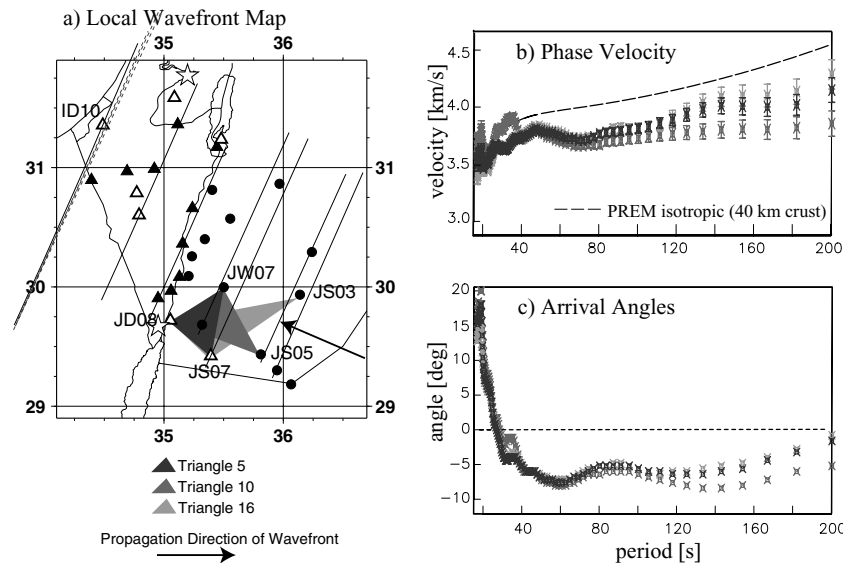 a) Local Wavefront Map
35
36
ID10
31
31
30
30
29
29
JW07
JS03
JD08
JS05
JS07
35
36
Triangle 5
Triangle 10
Triangle 16
Propagation Direction of Wavefront
b) Phase Velocity
4.5
4.0
3.5
3.0
velocity [km/s]
PREM isotropic (40 km crust)
0
40
80
120
160
200
c) Arrival Angles
20
15
10
5
0
−5
−10
angle [deg]
0
40
80
120
160
200
period [s]